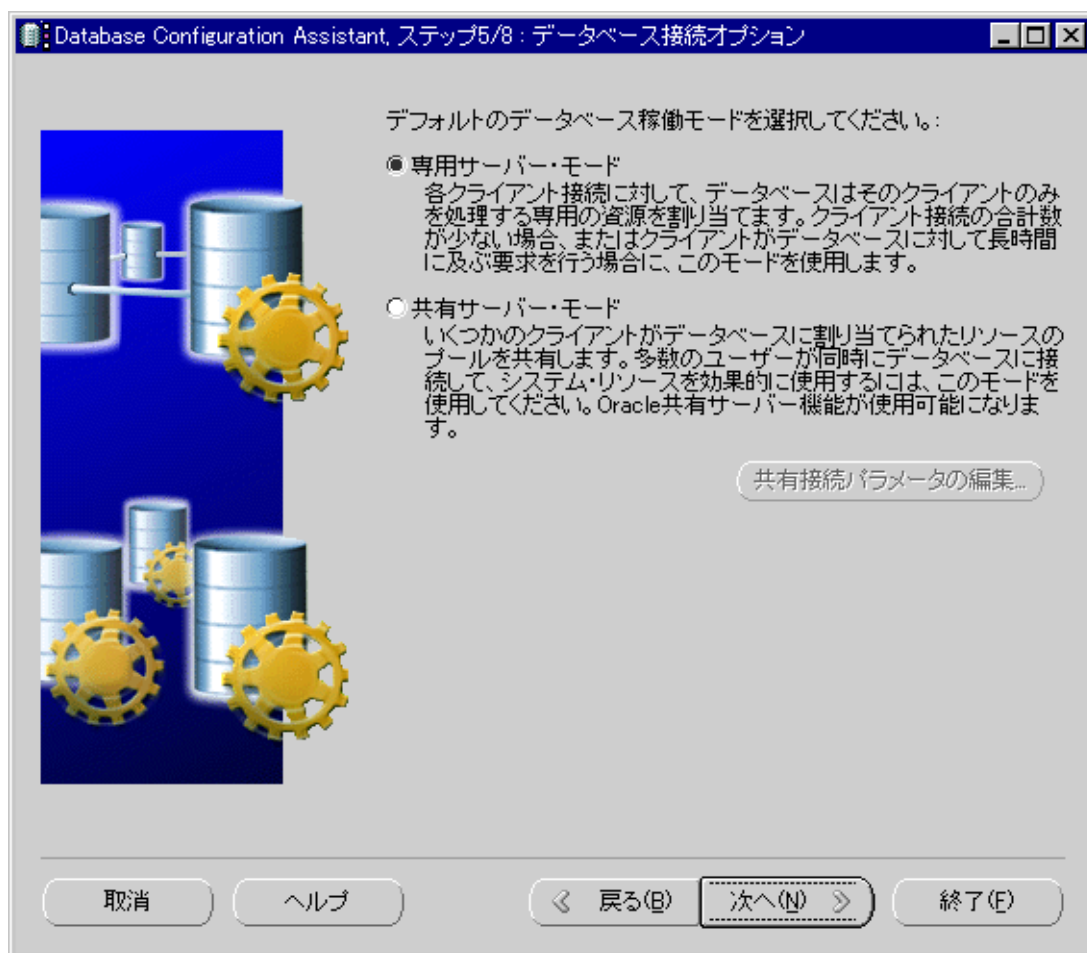 Database Configuration Assistant, ステップ5/8 : データベース接続オプション
デフォルトのデータベース稼働モードを選択してください。:
専用サーバー・モード
各クライアント接続に対して、データベースはそのクライアントのみ
を処理する専用の資源を割り当てます。クライアント接続の合計数
が少ない場合、またはクライアントがデータベースに対して長時間
に及ぶ要求を行う場合に、このモードを使用します。
共有サーバー・モード
いくつかのクライアントがデータベースに割り当てられたリソースの
プールを共有します。多数のユーザーが同時にデータベースに接
続して、システム・リソースを効果的に使用するには、このモードを
使用してください。Oracle共有サーバー機能が使用可能になりま
す。
共有接続パラメータの編集...
取消
ヘルプ
戻る(B)
次へ(N)
終了(F)